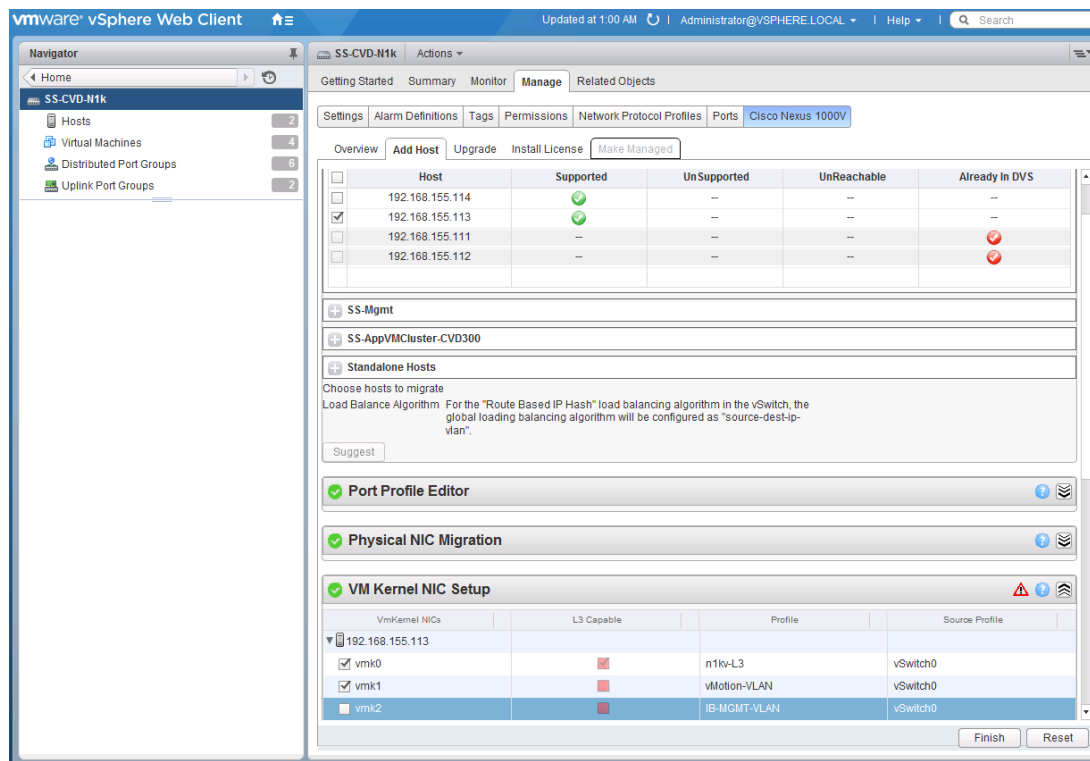 vmware® vSphere Web Client
Updated at 1:00 AM | Administrator@VSPHERE.LOCAL | Help | Search
Navigator
Home
SS-CVD-N1k
Hosts 2
Virtual Machines 4
Distributed Port Groups 6
Uplink Port Groups 2
SS-CVD-N1k Actions
Getting Started Summary Monitor Manage Related Objects
Settings Alarm Definitions Tags Permissions Network Protocol Profiles Ports Cisco Nexus 1000V
Overview Add Host Upgrade Install License Make Managed
Host Supported UnSupported UnReachable Already In DVS
192.168.155.114 -- -- --
192.168.155.113 -- -- --
192.168.155.111 -- -- --
192.168.155.112 -- -- --
SS-Mgmt
SS-AppVMCluster-CVD300
Standalone Hosts
Choose hosts to migrate
Load Balance Algorithm For the "Route Based IP Hash" load balancing algorithm in the vSwitch, the
global loading balancing algorithm will be configured as "source-dest-ip-
vlan".
Suggest
Port Profile Editor
Physical NIC Migration
VM Kernel NIC Setup
VmKernel NICs L3 Capable Profile Source Profile
192.168.155.113
vmk0 n1kv-L3 vSwitch0
vmk1 vMotion-VLAN vSwitch0
vmk2 IB-MGMT-VLAN vSwitch0
Finish Reset